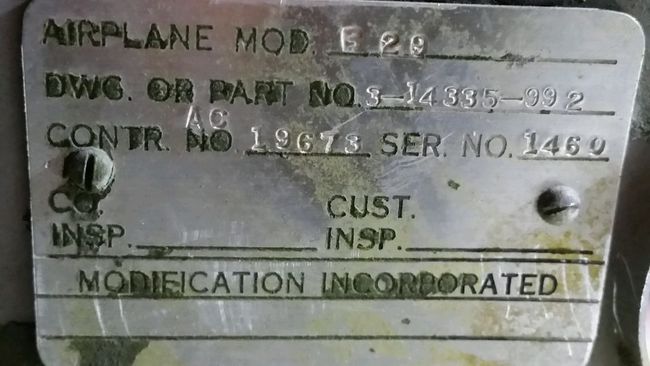 AIRPLANE MOD. B 29
DWG. OR PART NO. 3-14335-992
AC
CONTR. NO. 19673 SER. NO. 1460
CO. CUST.
INSP. INSP.
MODIFICATION INCORPORATED